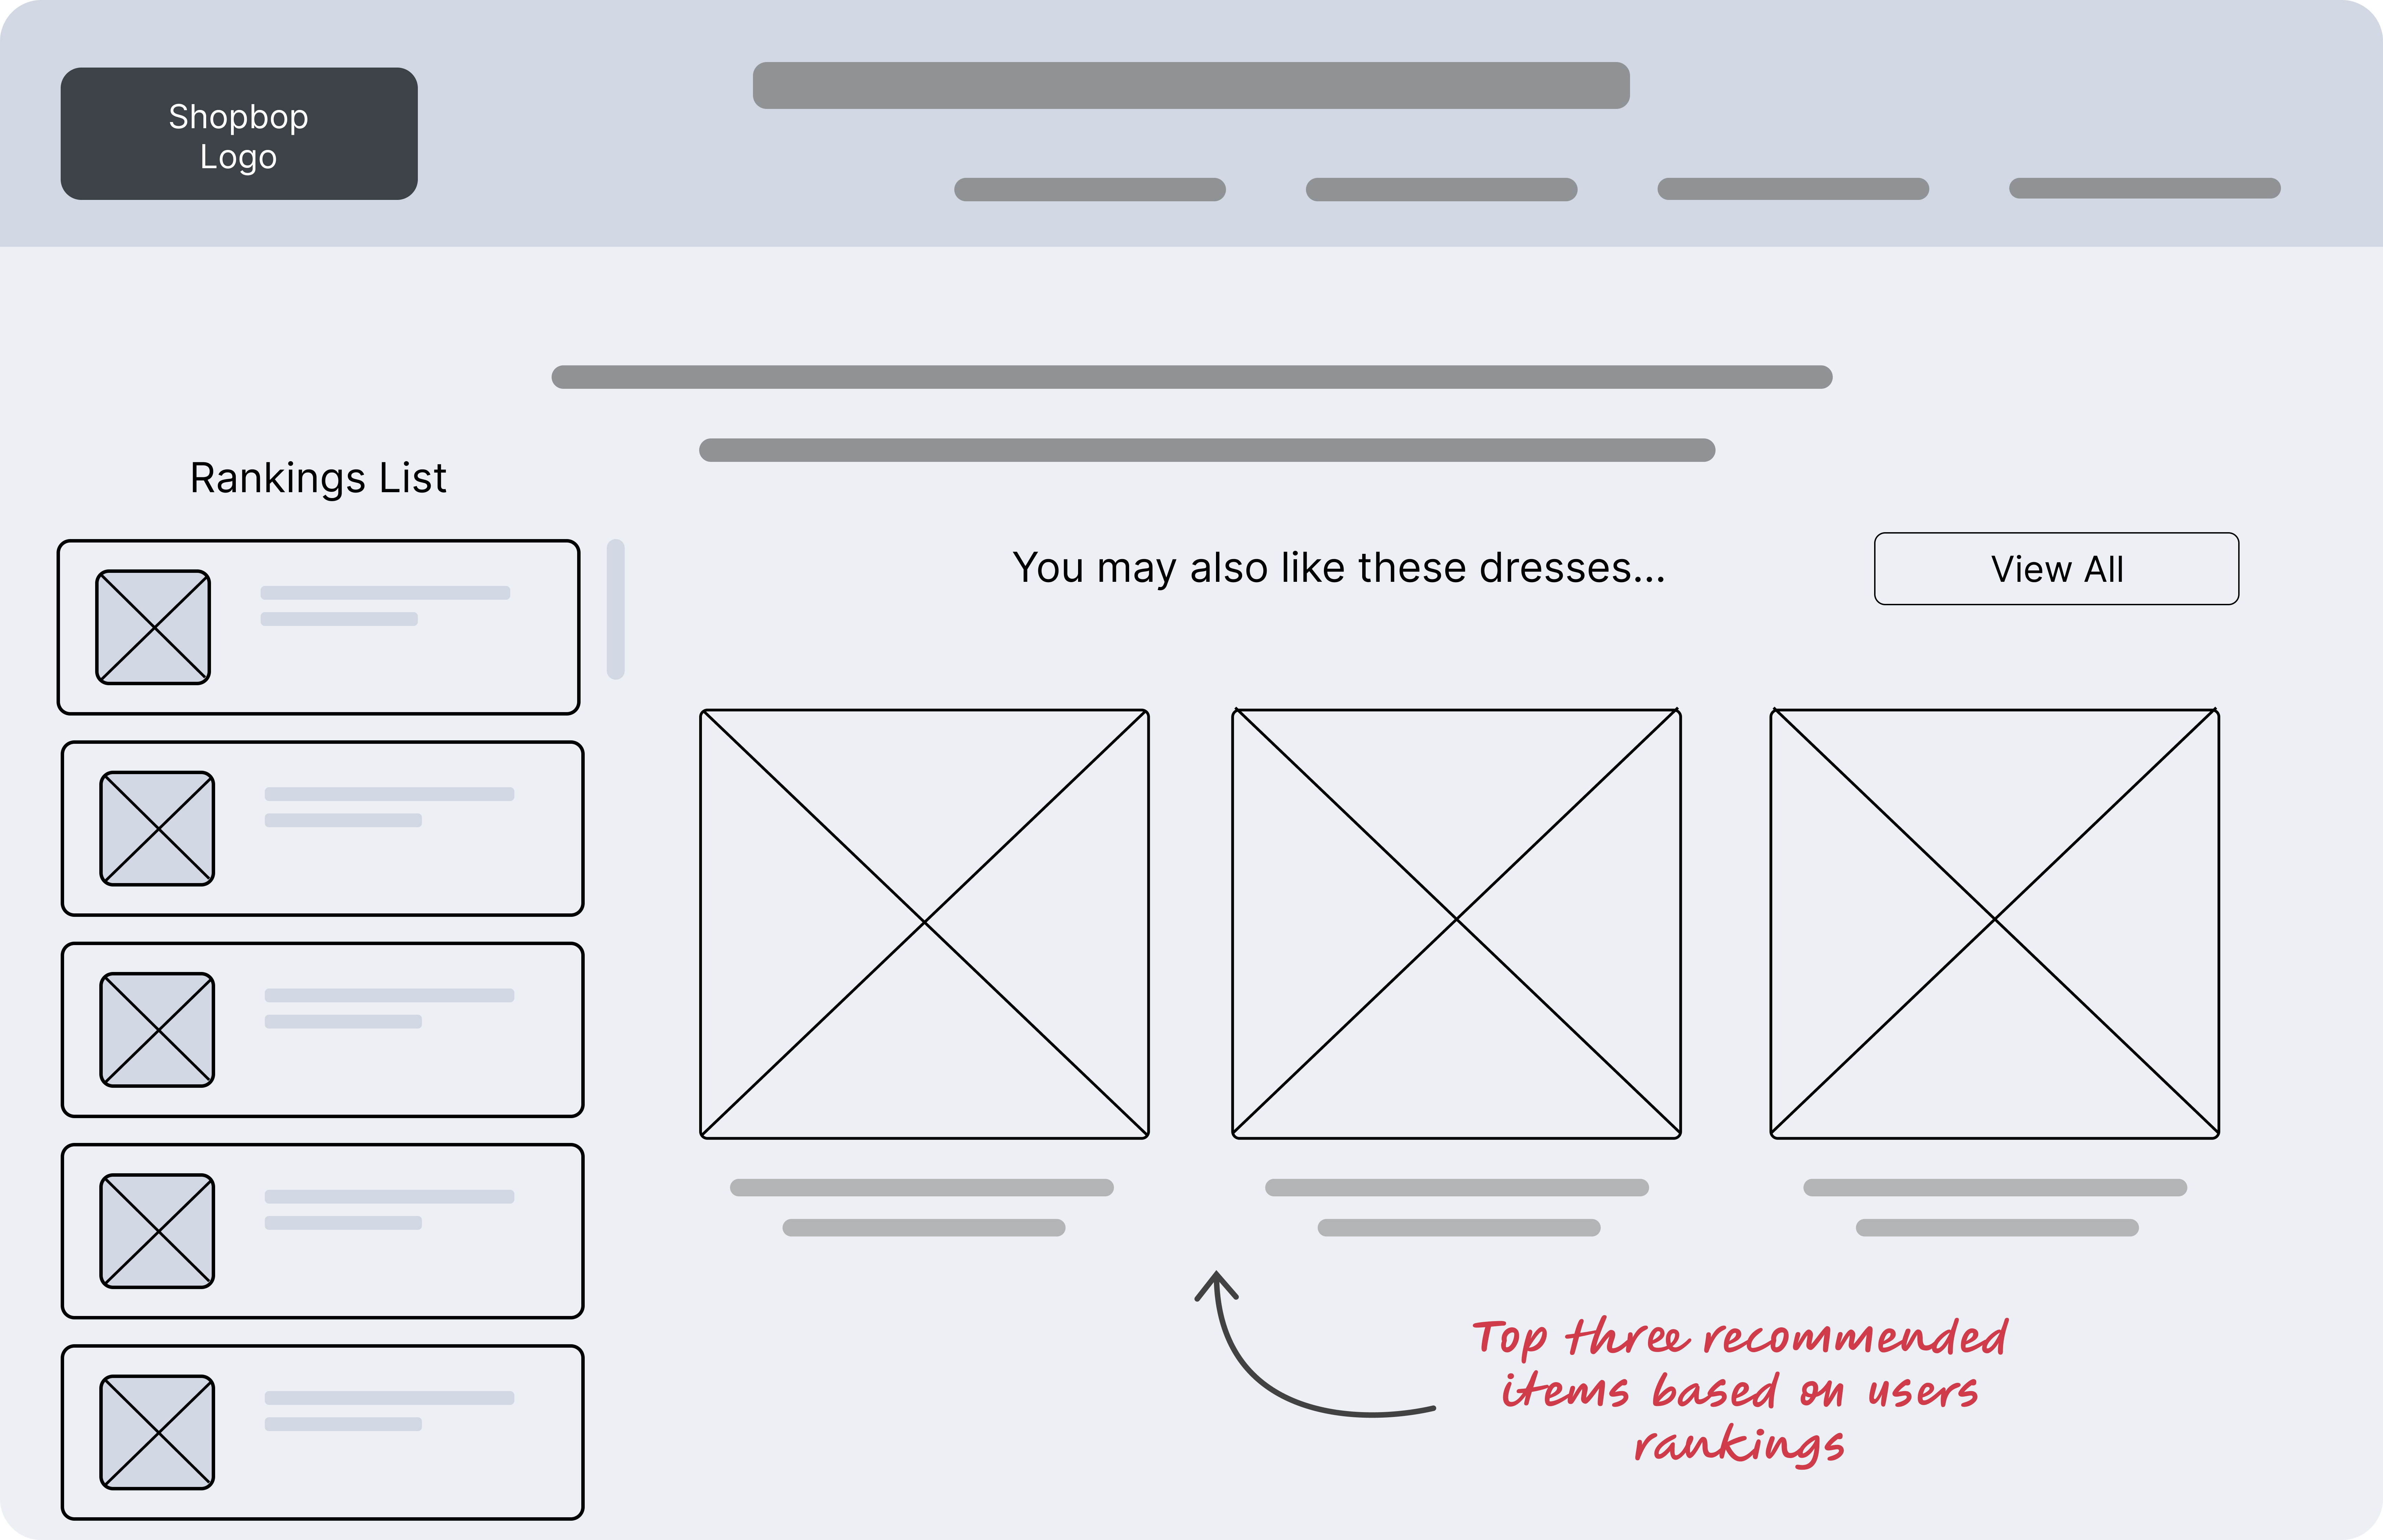 Shopbop
Logo
Rankings List
You may also like these dresses...
View All
Top three recommended
items based on users
rankings